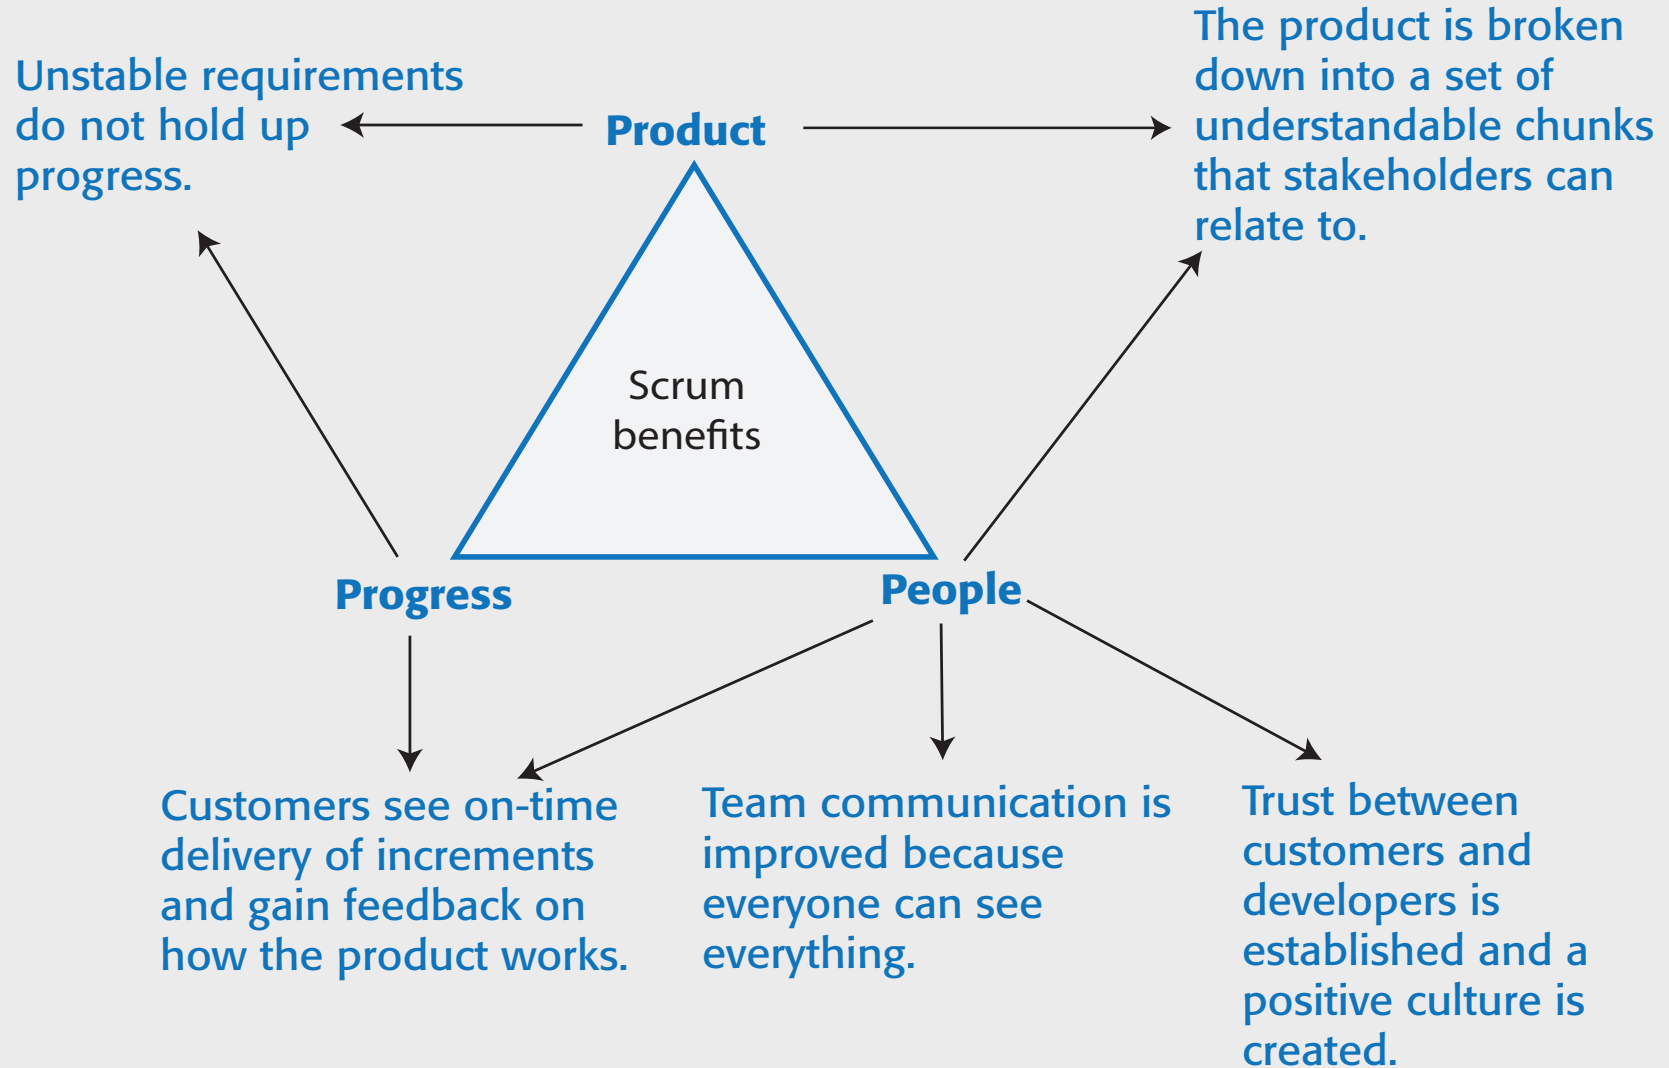 Unstable requirements
do not hold up
progress.
Product
The product is broken
down into a set of
understandable chunks
that stakeholders can
relate to.
Scrum
benefits
Progress
People
Customers see on-time
delivery of increments
and gain feedback on
how the product works.
Team communication is
improved because
everyone can see
everything.
Trust between
customers and
developers is
established and a
positive culture is
created.